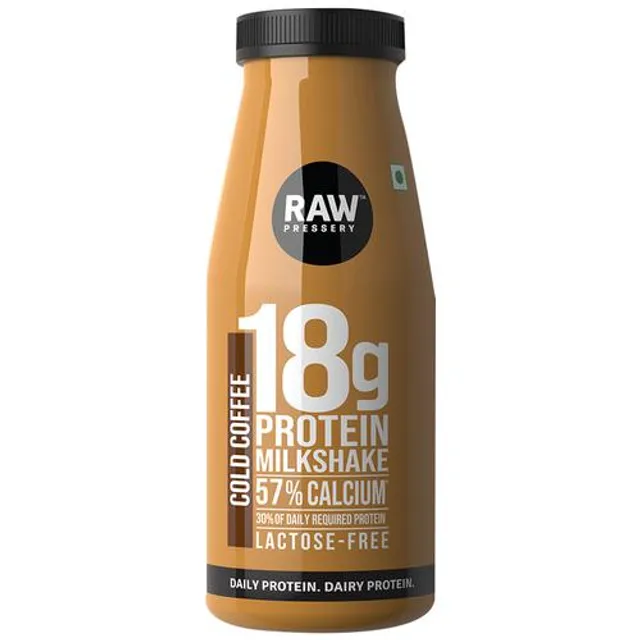 RAW™
PRESSERY
18g
PROTEIN
MILKSHAKE
57% CALCIUM*
30% OF DAILY REQUIRED PROTEIN
LACTOSE-FREE
COLD COFFEE
DAILY PROTEIN. DAIRY PROTEIN.